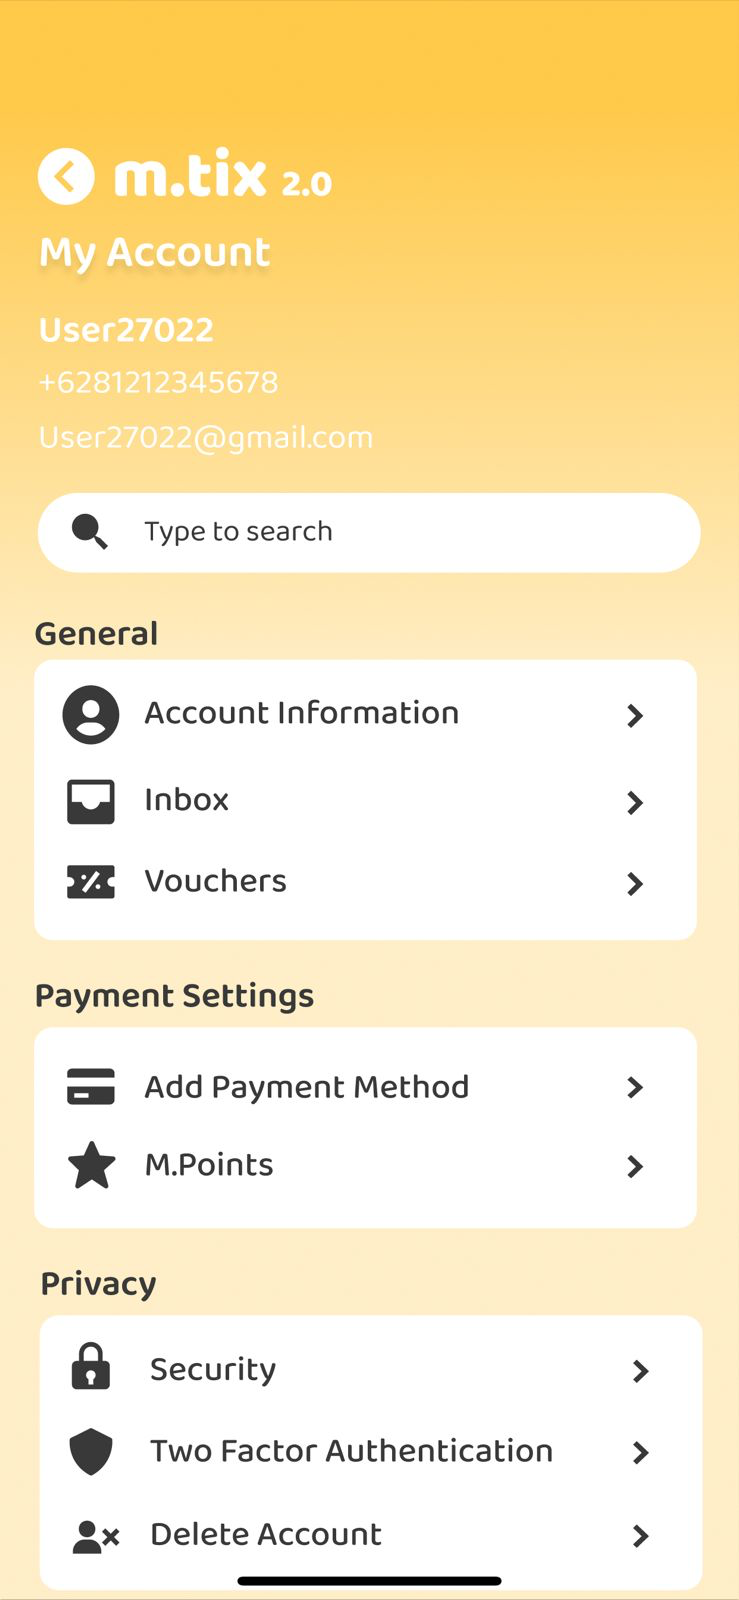 m.tix 2.0
My Account
User27022
+6281212345678
User27022@gmail.com
Type to search
General
Account Information
Inbox
Vouchers
Payment Settings
Add Payment Method
M.Points
Privacy
Security
Two Factor Authentication
Delete Account